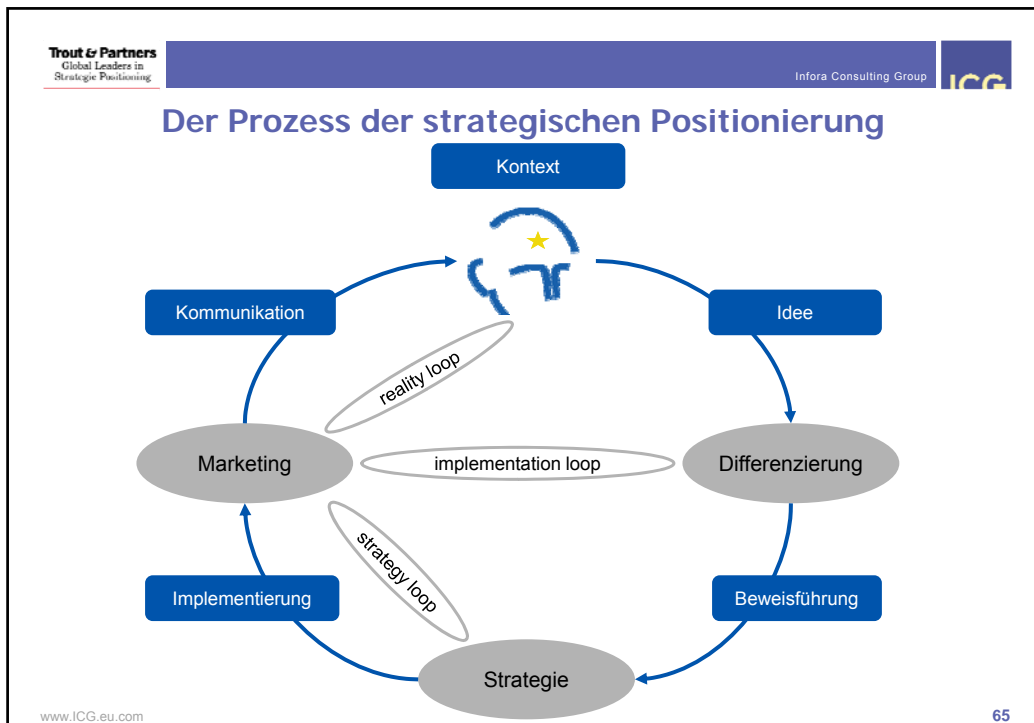 Trout & Partners
Global Leaders in
Strategic Positioning
Infora Consulting Group
ICG
Der Prozess der strategischen Positionierung
Kontext
Kommunikation
Idee
reality loop
Marketing
implementation loop
Differenzierung
strategy loop
Implementierung
Beweisführung
Strategie
www.ICG.eu.com
65